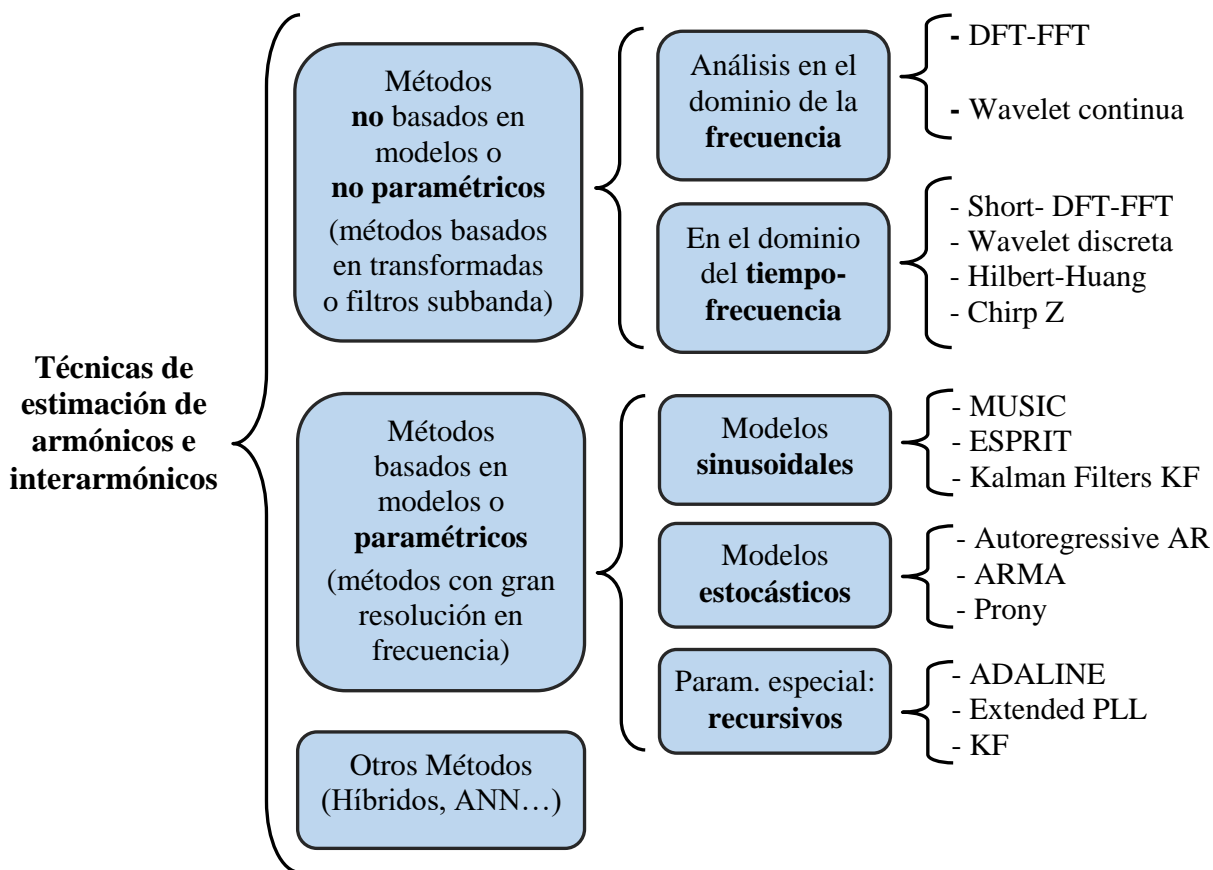 Técnicas de
estimación de
armónicos e
interarmónicos
Métodos
no basados en
modelos o
no paramétricos
(métodos basados
en transformadas
o filtros subbanda)
Análisis en el
dominio de la
frecuencia
- DFT-FFT
- Wavelet continua
En el dominio
del tiempo-
frecuencia
- Short- DFT-FFT
- Wavelet discreta
- Hilbert-Huang
- Chirp Z
Métodos
basados en
modelos o
paramétricos
(métodos con gran
resolución en
frecuencia)
Modelos
sinusoidales
- MUSIC
- ESPRIT
- Kalman Filters KF
Modelos
estocásticos
- Autoregressive AR
- ARMA
- Prony
Param. especial:
recursivos
- ADALINE
- Extended PLL
- KF
Otros Métodos
(Híbridos, ANN…)